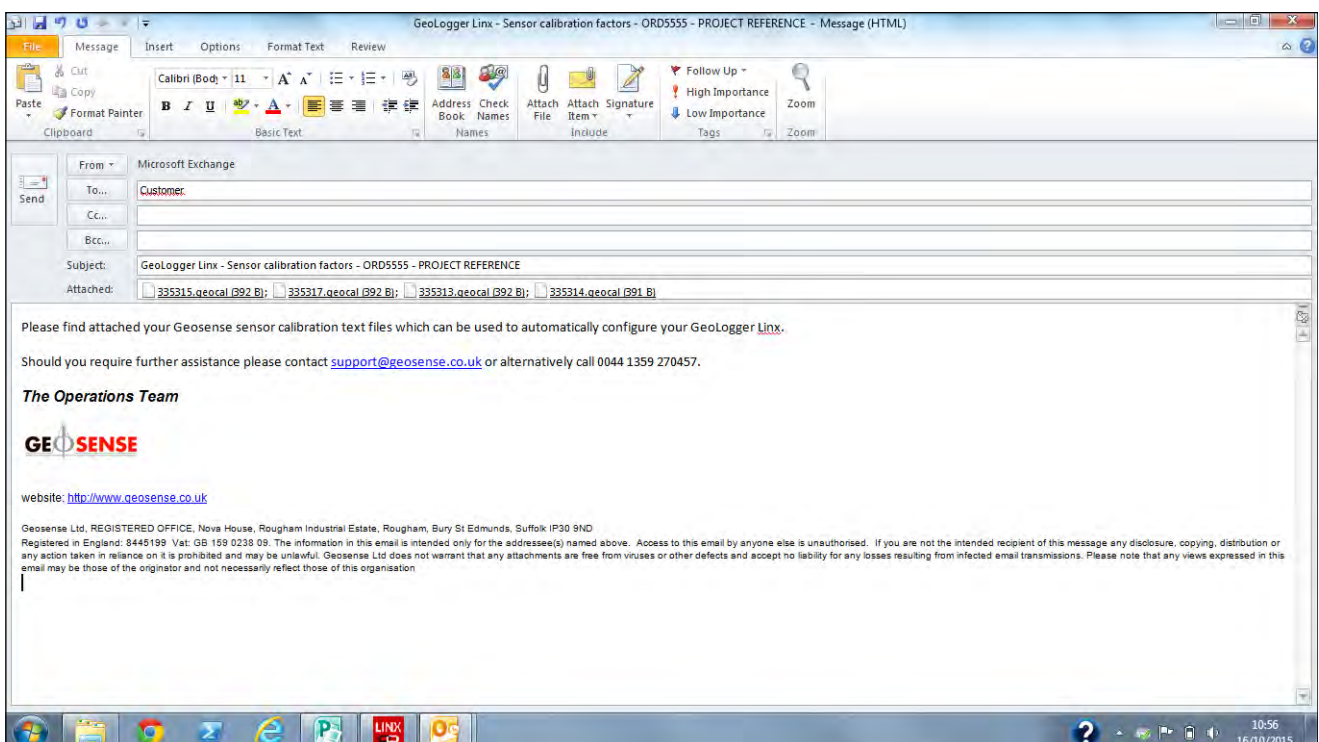 GeoLogger Linx - Sensor calibration factors - ORD5555 - PROJECT REFERENCE - Message (HTML)
File Message Insert Options Format Text Review
Cut
Copy
Format Painter
Paste
Clipboard
Calibri (Body 11
B I U
Basic Text
Address Book
Check Names
Names
Attach File
Attach Item
Signature
Include
Follow Up
High Importance
Low Importance
Tags
Zoom
Zoom
Send
From Microsoft Exchange
To... Customer
Cc...
Bcc...
Subject: GeoLogger Linx - Sensor calibration factors - ORD5555 - PROJECT REFERENCE
Attached: 335315.geocal (392 B); 335317.geocal (392 B); 335313.geocal (392 B); 335314.geocal (391 B)
Please find attached your Geosense sensor calibration text files which can be used to automatically configure your GeoLogger Linx.
Should you require further assistance please contact support@geosense.co.uk or alternatively call 0044 1359 270457.
The Operations Team
GEOSENSE
website: http://www.geosense.co.uk
Geosense Ltd, REGISTERED OFFICE, Nova House, Rougham Industrial Estate, Rougham, Bury St Edmunds, Suffolk IP30 9ND
Registered in England: 8445199 Vat: GB 159 0238 09. The information in this email is intended only for the addressee(s) named above. Access to this email by anyone else is unauthorised. If you are not the intended recipient of this message any disclosure, copying, distribution or
any action taken in reliance on it is prohibited and may be unlawful. Geosense Ltd does not warrant that any attachments are free from viruses or other defects and accept no liability for any losses resulting from infected email transmissions. Please note that any views expressed in this
email may be those of the originator and not necessarily reflect those of this organisation
LINX
10:56
16/10/2015